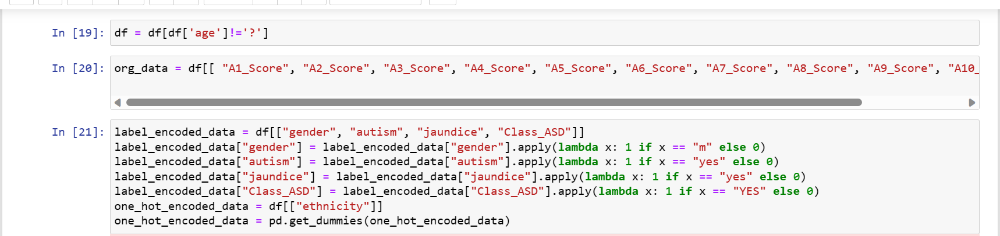 In [19]: df = df[df['age']!='?']
In [20]: org_data = df[[ "A1_Score", "A2_Score", "A3_Score", "A4_Score", "A5_Score", "A6_Score", "A7_Score", "A8_Score", "A9_Score", "A10_
In [21]: label_encoded_data = df[["gender", "autism", "jaundice", "Class_ASD"]]
label_encoded_data["gender"] = label_encoded_data["gender"].apply(lambda x: 1 if x == "m" else 0)
label_encoded_data["autism"] = label_encoded_data["autism"].apply(lambda x: 1 if x == "yes" else 0)
label_encoded_data["jaundice"] = label_encoded_data["jaundice"].apply(lambda x: 1 if x == "yes" else 0)
label_encoded_data["Class_ASD"] = label_encoded_data["Class_ASD"].apply(lambda x: 1 if x == "YES" else 0)
one_hot_encoded_data = df[["ethnicity"]]
one_hot_encoded_data = pd.get_dummies(one_hot_encoded_data)